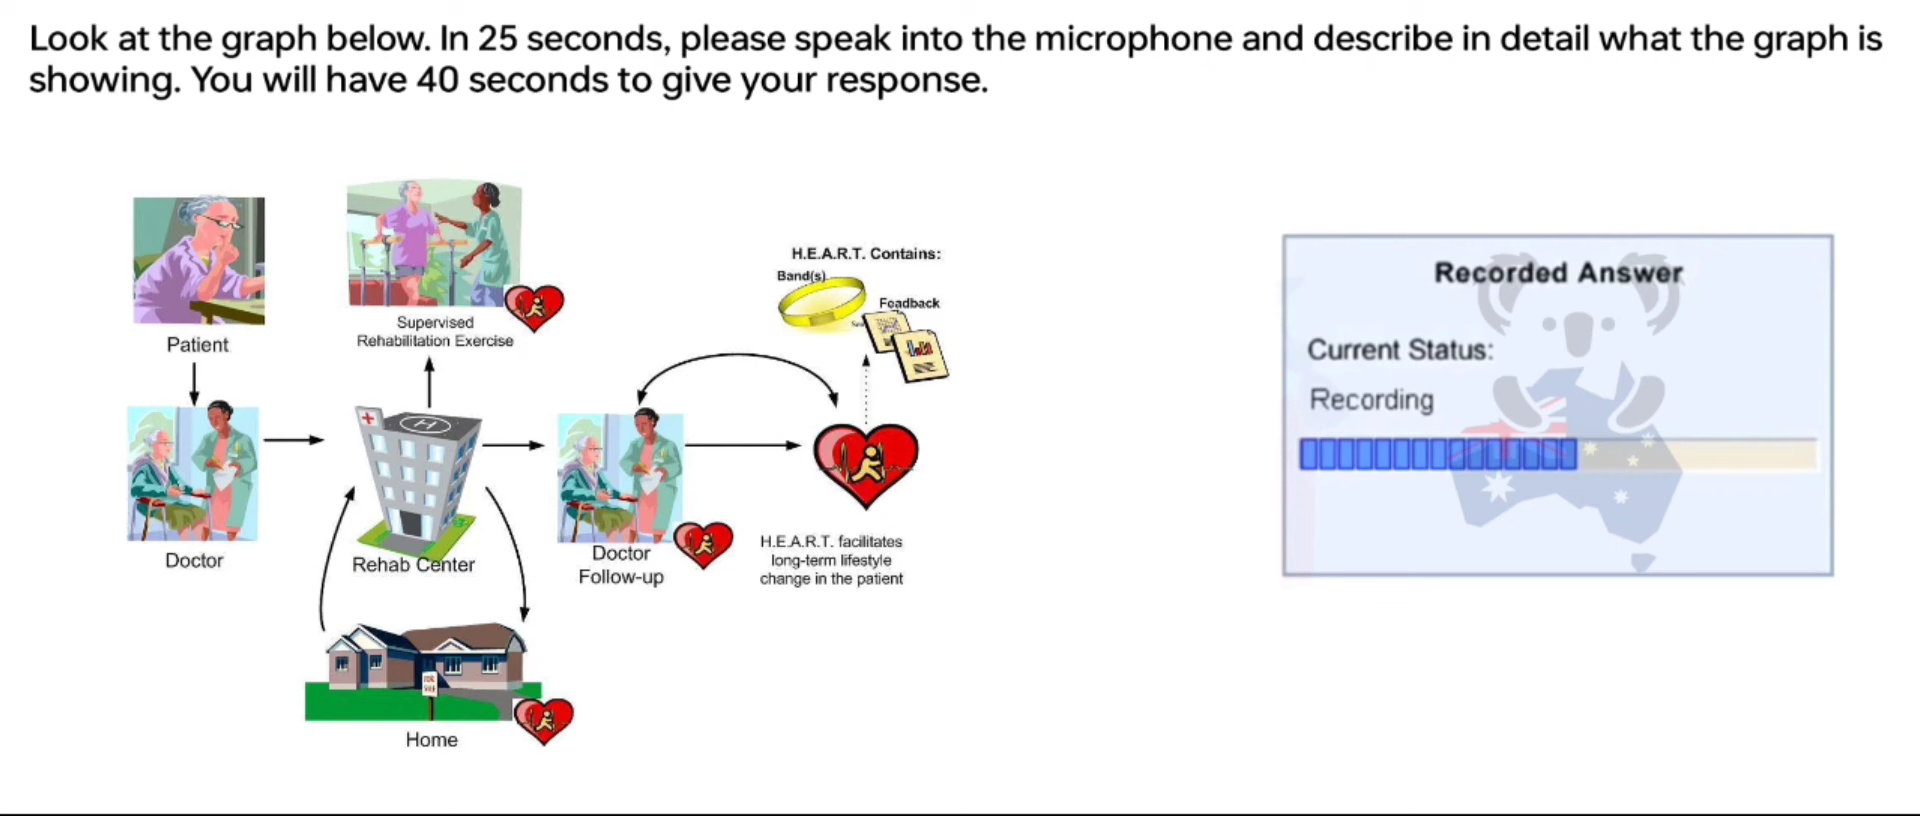 Look at the graph below. In 25 seconds, please speak into the microphone and describe in detail what the graph is
showing. You will have 40 seconds to give your response.
Patient
Doctor
Supervised
Rehabilitation Exercise
H
Rehab Center
Home
Doctor
Follow-up
H.E.A.R.T. Contains:
Band(s)
Feadback
H.E.A.R.T. facilitates
long-term lifestyle
change in the patient
Recorded Answer
Current Status:
Recording